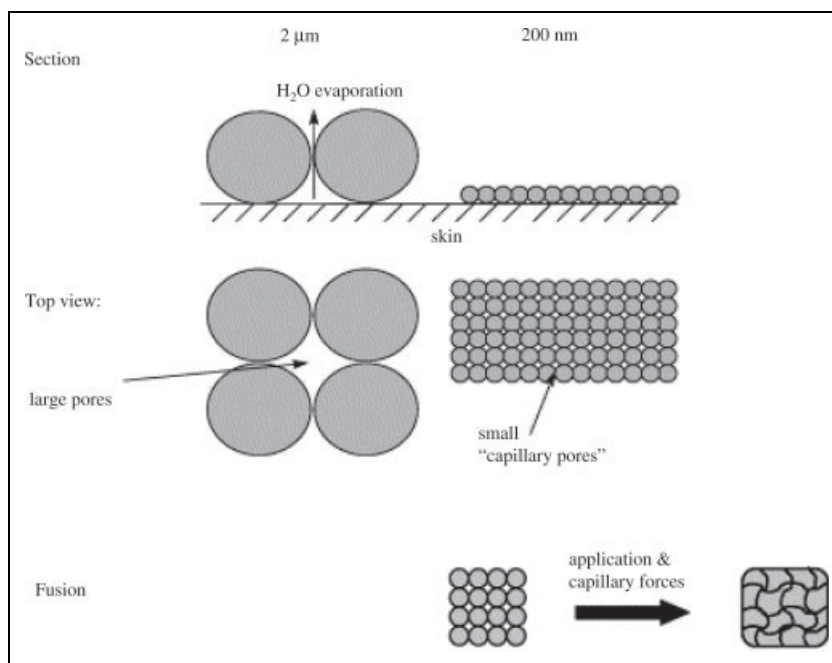 2 µm
200 nm
Section
H₂O evaporation
skin
Top view:
large pores
small
“capillary pores”
application &
capillary forces
Fusion